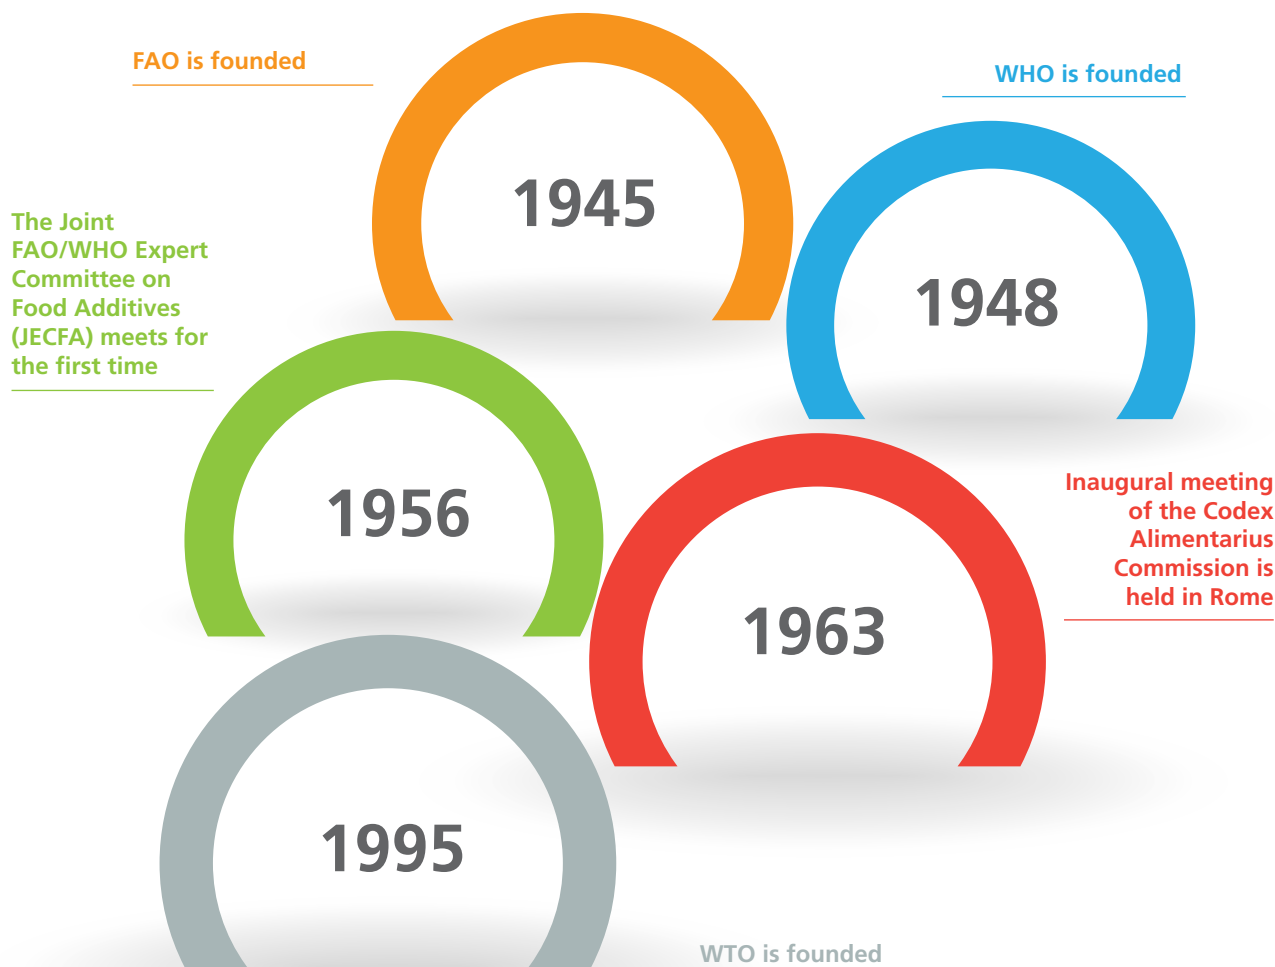 FAO is founded
1945
WHO is founded
1948
The Joint
FAO/WHO Expert
Committee on
Food Additives
(JECFA) meets for
the first time
1956
Inaugural meeting
of the Codex
Alimentarius
Commission is
held in Rome
1963
1995
WTO is founded